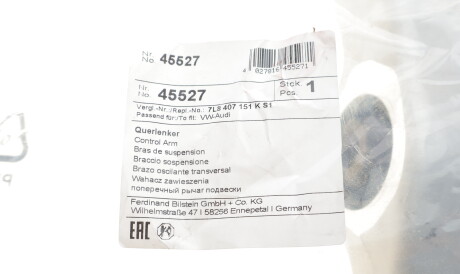 Nr.
No. 45527
4 027816 455271
Nr.
No. 45527
Stck.
Pos. 1
Vergl.-Nr./Repl.-No.: 7L8 407 151 K S1
Passend für/To fit: VW-Audi
Querlenker
Control Arm
Bras de suspension
Braccio sospensione
Brazo oscilante transversal
Wahacz zawieszenia
поперечный рычаг подвески
Ferdinand Bilstein GmbH + Co. KG
Wilhelmstraße 47 I 58256 Ennepetal I Germany
EAC